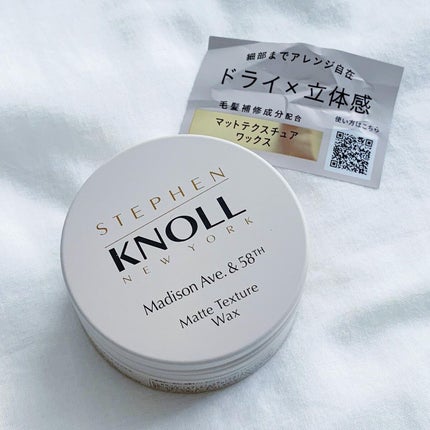 細部までアレンジ自在
ドライ×立体感
毛髪補修成分配合
使い方はこちら
マットテクスチュア
ワックス
STEPHEN
KNOLL
NEW YORK
Madison Ave. & 58TH
Matte Texture
Wax